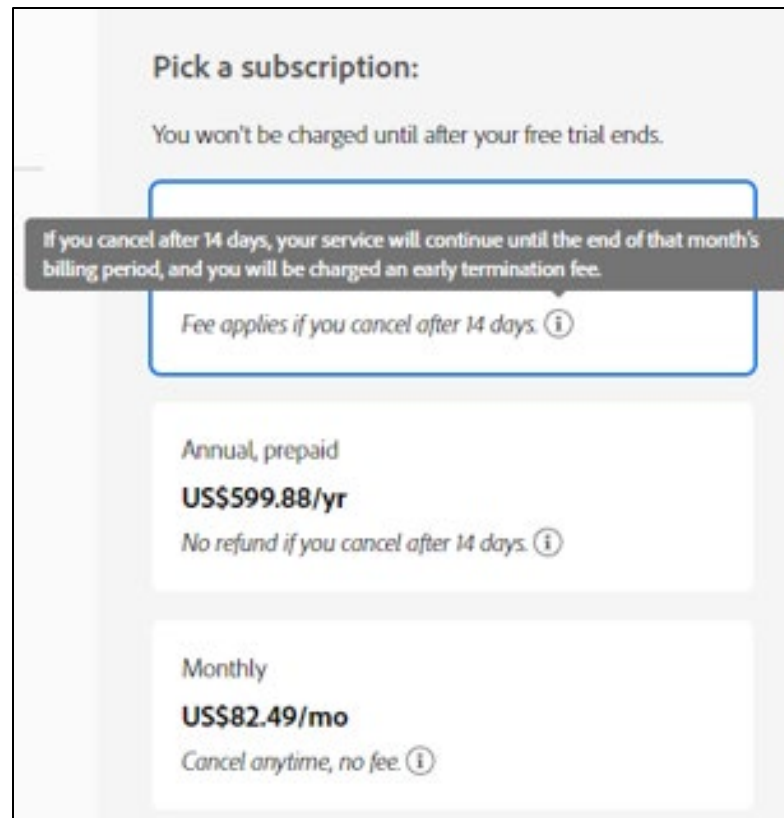 Pick a subscription:
You won't be charged until after your free trial ends.
If you cancel after 14 days, your service will continue until the end of that month's
billing period, and you will be charged an early termination fee.
Fee applies if you cancel after 14 days. i
Annual, prepaid
US$599.88/yr
No refund if you cancel after 14 days. i
Monthly
US$82.49/mo
Cancel anytime, no fee. i